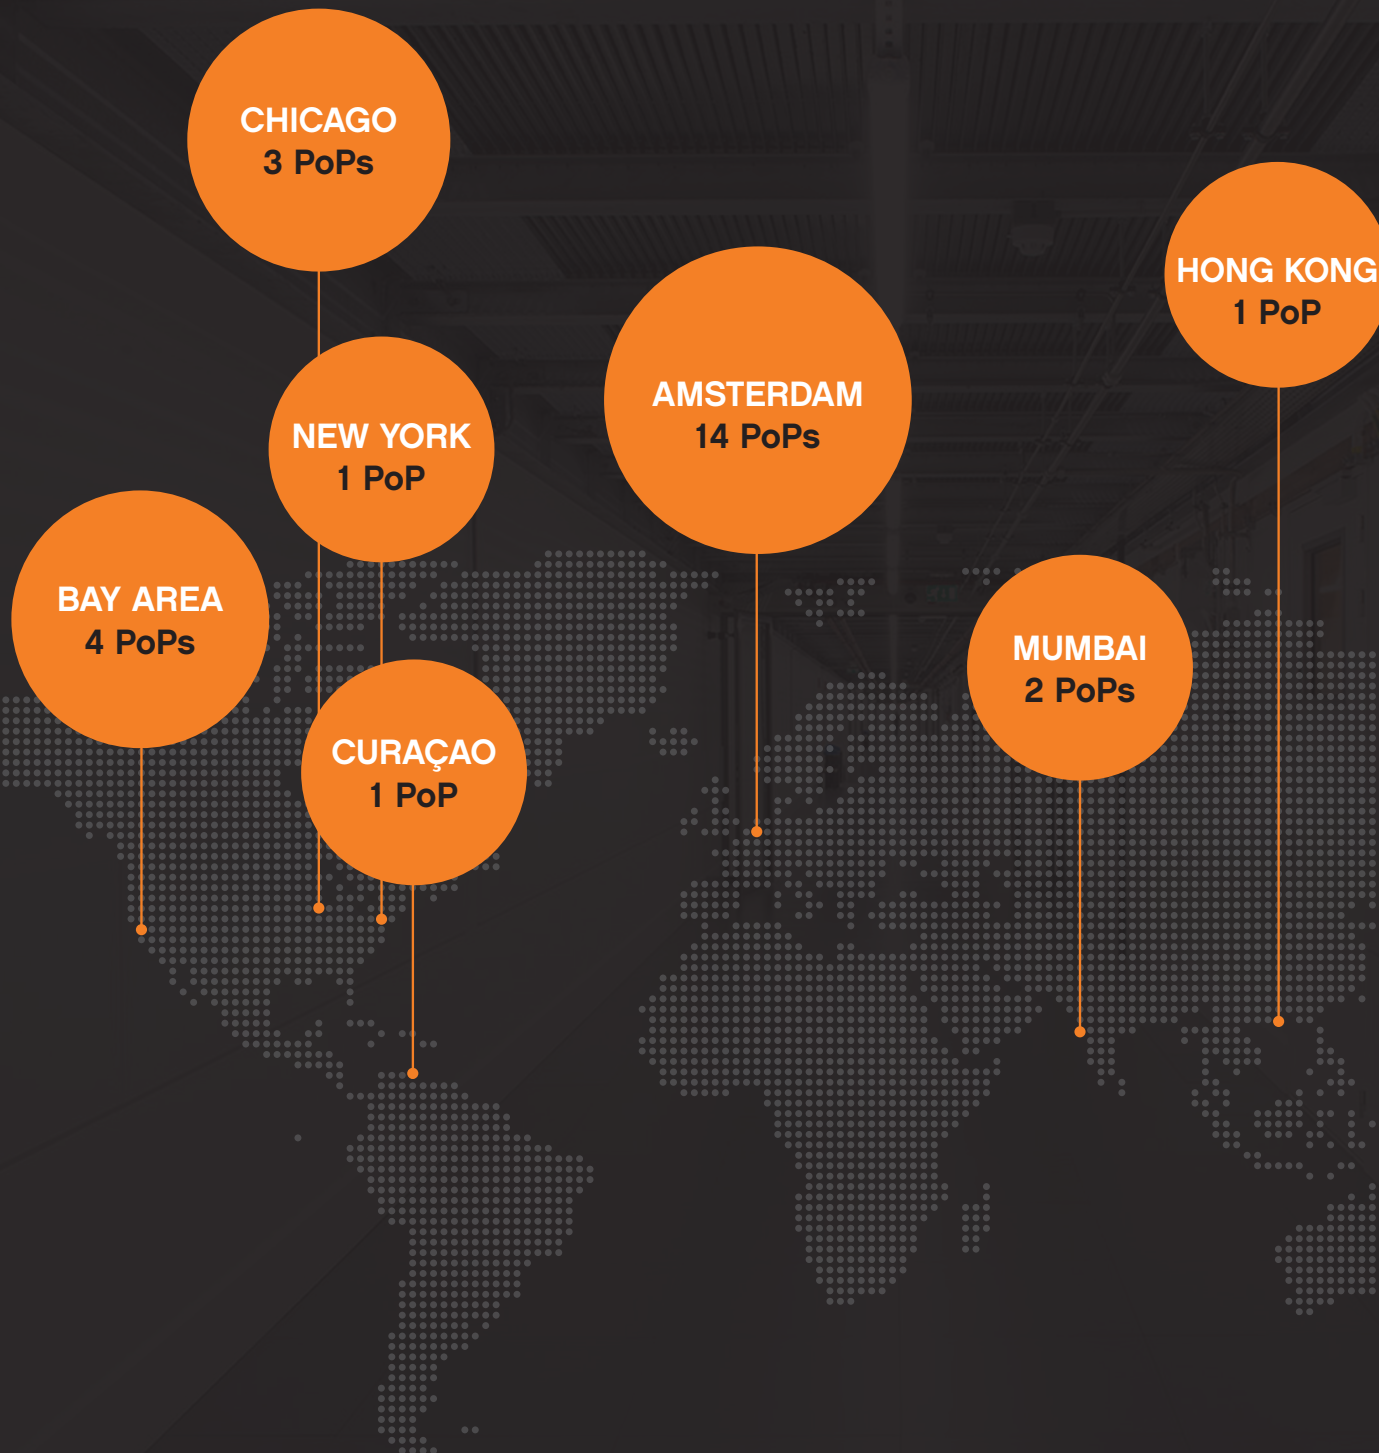 CHICAGO
3 PoPs
HONG KONG
1 PoP
AMSTERDAM
14 PoPs
NEW YORK
1 PoP
BAY AREA
4 PoPs
MUMBAI
2 PoPs
CURAÇAO
1 PoP